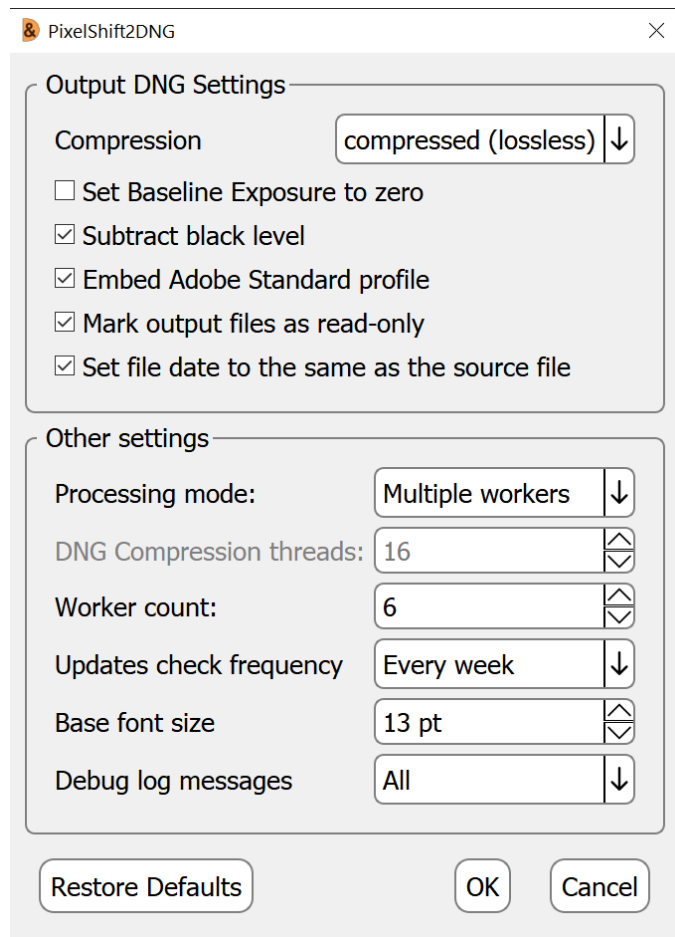 & PixelShift2DNG
Output DNG Settings
Compression compressed (lossless)
Set Baseline Exposure to zero
Subtract black level
Embed Adobe Standard profile
Mark output files as read-only
Set file date to the same as the source file
Other settings
Processing mode: Multiple workers
DNG Compression threads: 16
Worker count: 6
Updates check frequency Every week
Base font size 13 pt
Debug log messages All
Restore Defaults OK Cancel